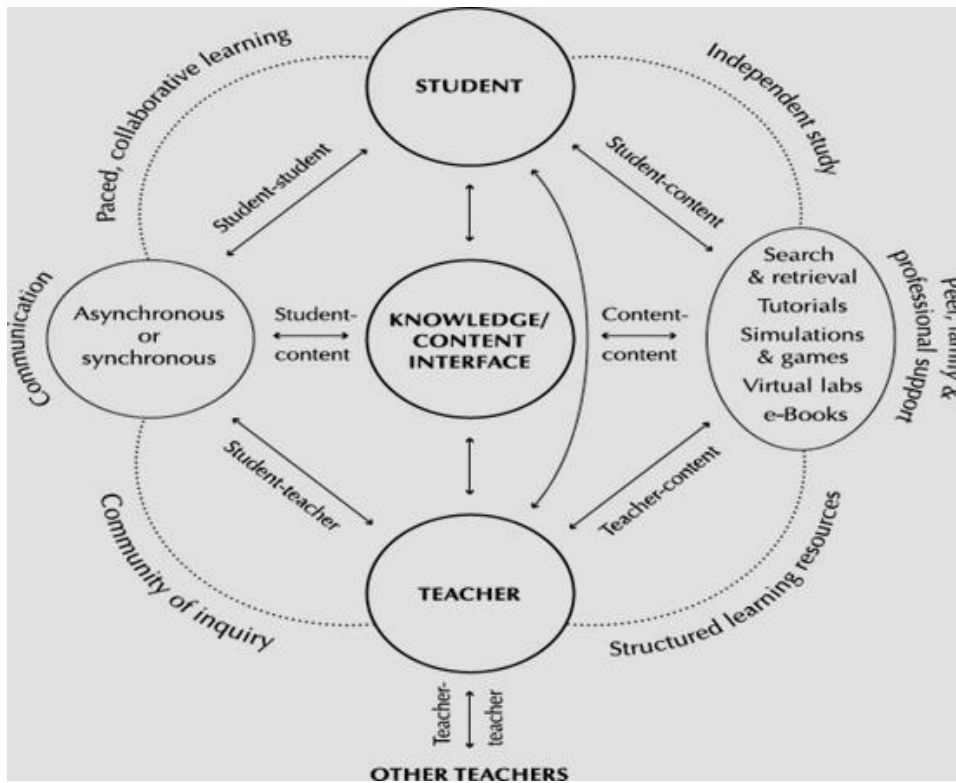 Paced, collaborative learning
STUDENT
Independent study
Student-student
Student-content
Communication
Asynchronous
or
synchronous
Student-
content
KNOWLEDGE/
CONTENT
INTERFACE
Content-
content
Search
& retrieval
Tutorials
Simulations
& games
Virtual labs
e-Books
Peer, family &
professional support
Student-teacher
Teacher-content
Community of inquiry
TEACHER
Structured learning resources
Teacher-
teacher
OTHER TEACHERS